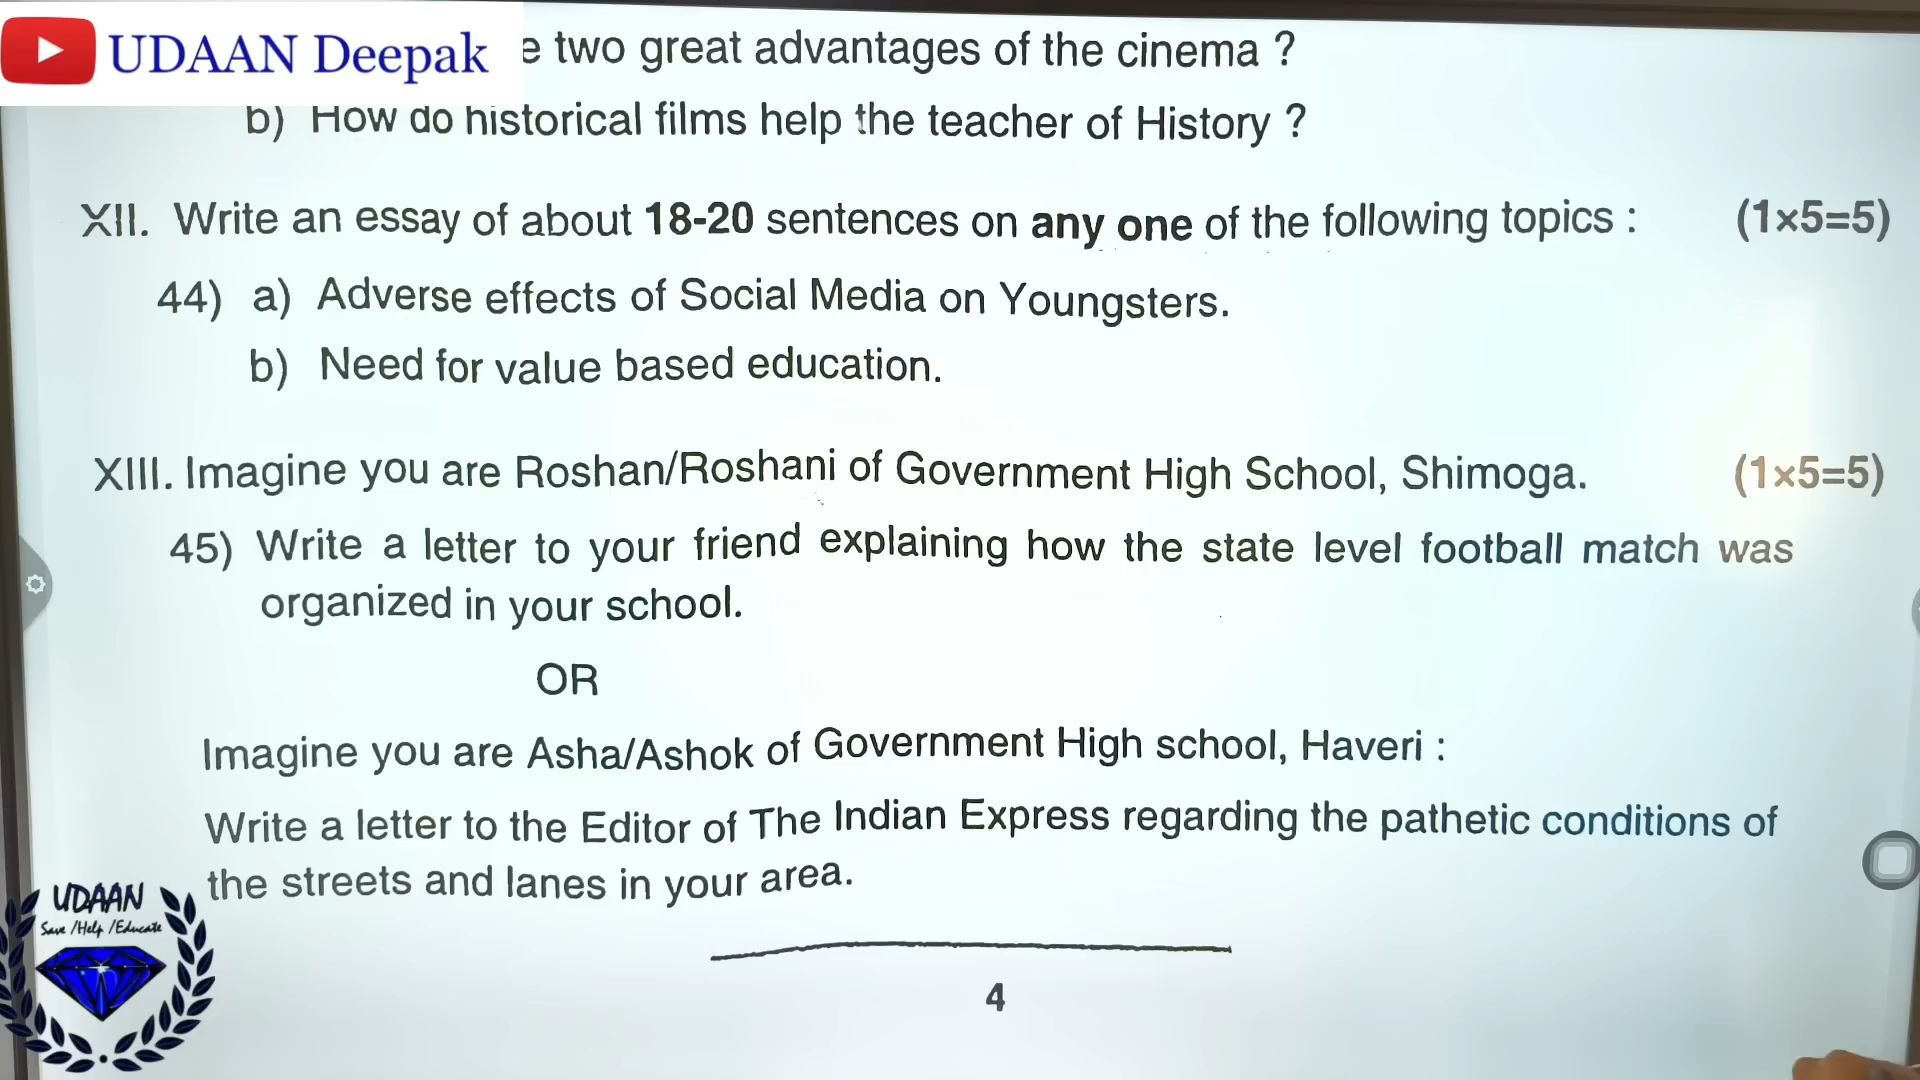 UDAAN Deepak e two great advantages of the cinema ?
b) How do historical films help the teacher of History ?
XII. Write an essay of about 18-20 sentences on any one of the following topics : (1×5=5)
44) a) Adverse effects of Social Media on Youngsters.
b) Need for value based education.
XIII. Imagine you are Roshan/Roshani of Government High School, Shimoga. (1×5=5)
45) Write a letter to your friend explaining how the state level football match was
organized in your school.
OR
Imagine you are Asha/Ashok of Government High school, Haveri :
Write a letter to the Editor of The Indian Express regarding the pathetic conditions of
the streets and lanes in your area.
UDAAN
Save /Help /Educate
4